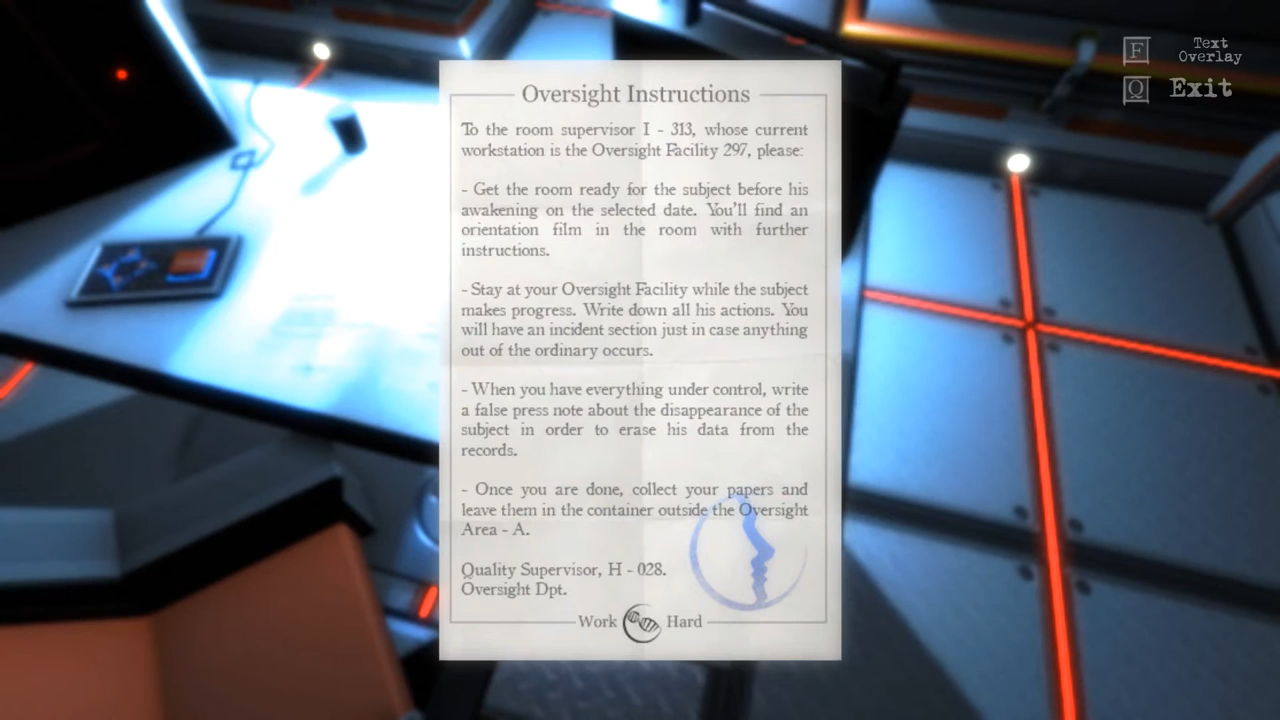 Oversight Instructions
To the room supervisor I - 313, whose current
workstation is the Oversight Facility 297, please:
- Get the room ready for the subject before his
awakening on the selected date. You'll find an
orientation film in the room with further
instructions.
- Stay at your Oversight Facility while the subject
makes progress. Write down all his actions. You
will have an incident section just in case anything
out of the ordinary occurs.
- When you have everything under control, write
a false press note about the disappearance of the
subject in order to erase his data from the
records.
- Once you are done, collect your papers and
leave them in the container outside the Oversight
Area - A.
Quality Supervisor, H - 028.
Oversight Dpt.
Work Hard
F Text
Overlay
Q Exit